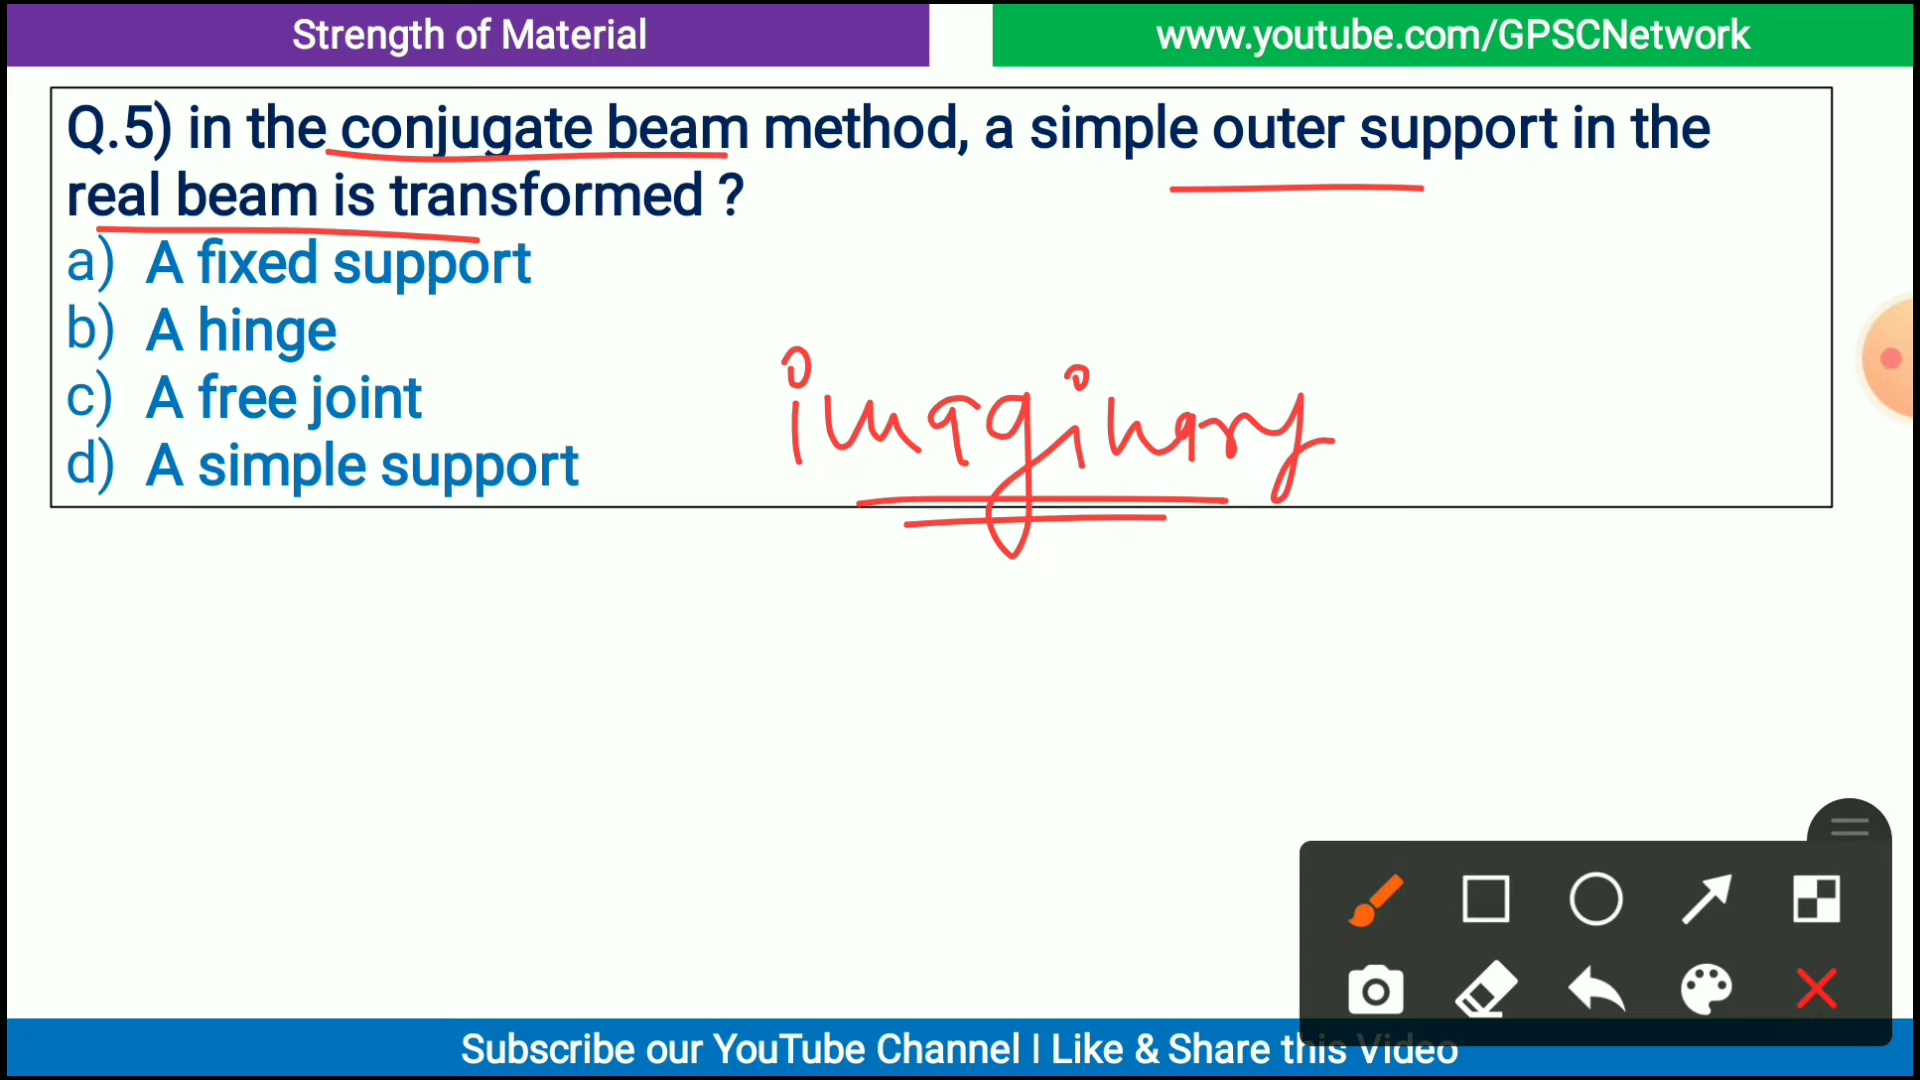 Strength of Material
www.youtube.com/GPSCNetwork
Q.5) in the conjugate beam method, a simple outer support in the
real beam is transformed ?
a) A fixed support
b) A hinge
c) A free joint
d) A simple support
imaginary
Subscribe our YouTube Channel | Like & Share this Video